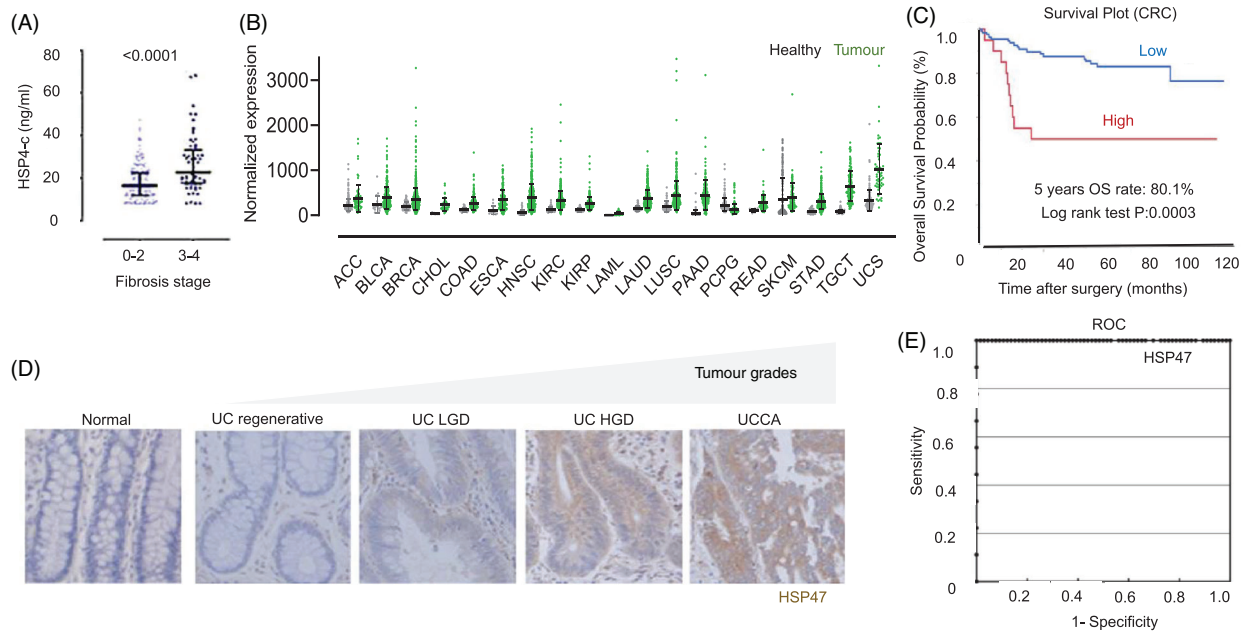 (A)
<0.0001
80
60
40
20
0
HSP4-c (ng/ml)
0-2 3-4
Fibrosis stage
(B)
Healthy Tumour
3000
2000
1000
300
0
Normalized expression
ACC BLCA BRCA CHOL COAD ESCA HNSC KIRC KIRP LAML LAUD LUSC PAAD PCPG READ SKCM STAD TGCT UCS
(C)
Survival Plot (CRC)
1.0
0.8
0.6
0.4
0.2
0
Overall Survival Probability (%)
Low
High
5 years OS rate: 80.1%
Log rank test P:0.0003
20 40 60 80 100 120
Time after surgery (months)
(D)
Tumour grades
Normal UC regenerative UC LGD UC HGD UCCA
HSP47
(E)
ROC
HSP47
1.0
0.8
0.6
0.4
0.2
0
Sensitivity
0.2 0.4 0.6 0.8 1.0
1- Specificity